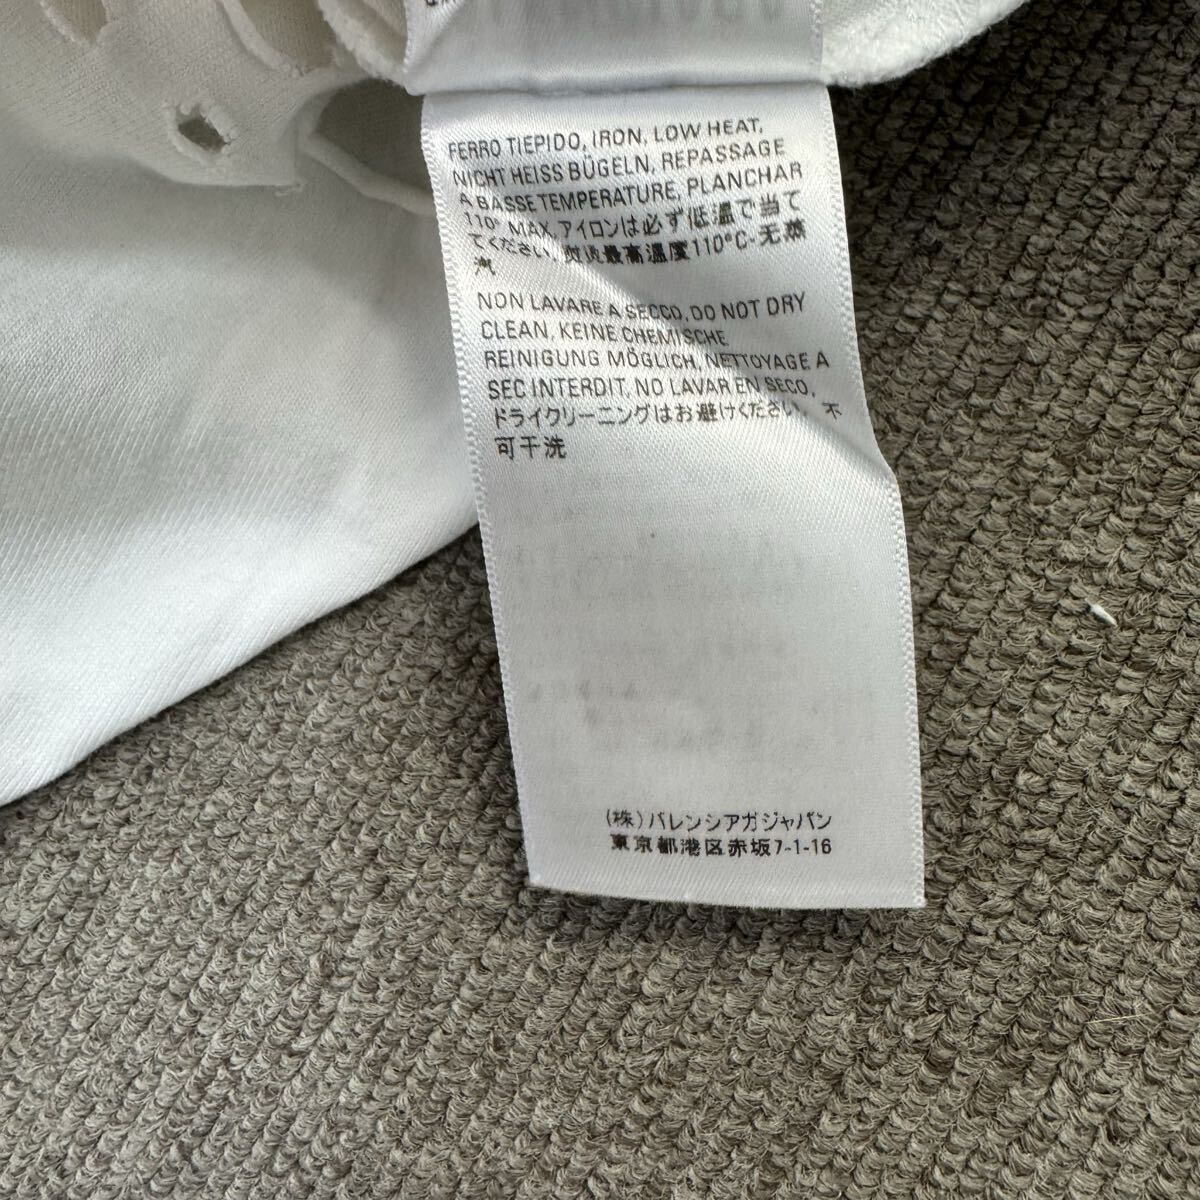 FERRO TIEPIDO, IRON, LOW HEAT,
NICHT HEISS BÜGELN, REPASSAGE
A BASSE TEMPERATURE, PLANCHAR
110° MAX, アイロンは必ず低温で当て
てください, 熨烫最高温度110°C-无蒸
汽
NON LAVARE A SECCO, DO NOT DRY
CLEAN, KEINE CHEMISCHE
REINIGUNG MÖGLICH, NETTOYAGE A
SEC INTERDIT, NO LAVAR EN SECO,
ドライクリーニングはお避けください, 不
可干洗
(株)バレンシアガジャパン
東京都港区赤坂7-1-16